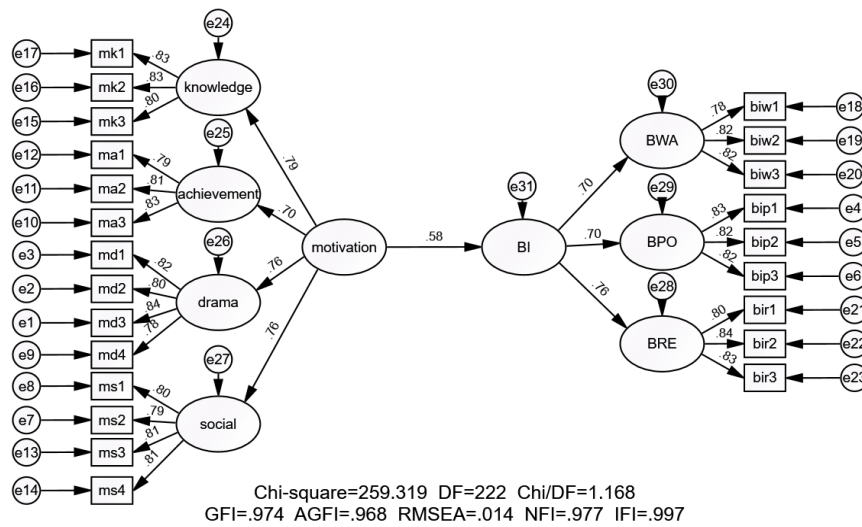 e24
e17 mk1 .83
e16 mk2 .83 knowledge
e15 mk3 .80
e25
e12 ma1 .79
e11 ma2 .81 achievement
e10 ma3 .83
e26
e3 md1 .82
e2 md2 .80
e1 md3 .84 drama
e9 md4 .78
e27
e8 ms1 .80
e7 ms2 .79 social
e13 ms3 .81
e14 ms4 .81
.79
.70
.76
.76
motivation .58 BI
e31
.70
.70
.76
e30
BWA .78 biw1 e18
.82 biw2 e19
.82 biw3 e20
e29
BPO .83 bip1 e4
.82 bip2 e5
.82 bip3 e6
e28
BRE .80 bir1 e21
.84 bir2 e22
.83 bir3 e23
Chi-square=259.319 DF=222 Chi/DF=1.168
GFI=.974 AGFI=.968 RMSEA=.014 NFI=.977 IFI=.997